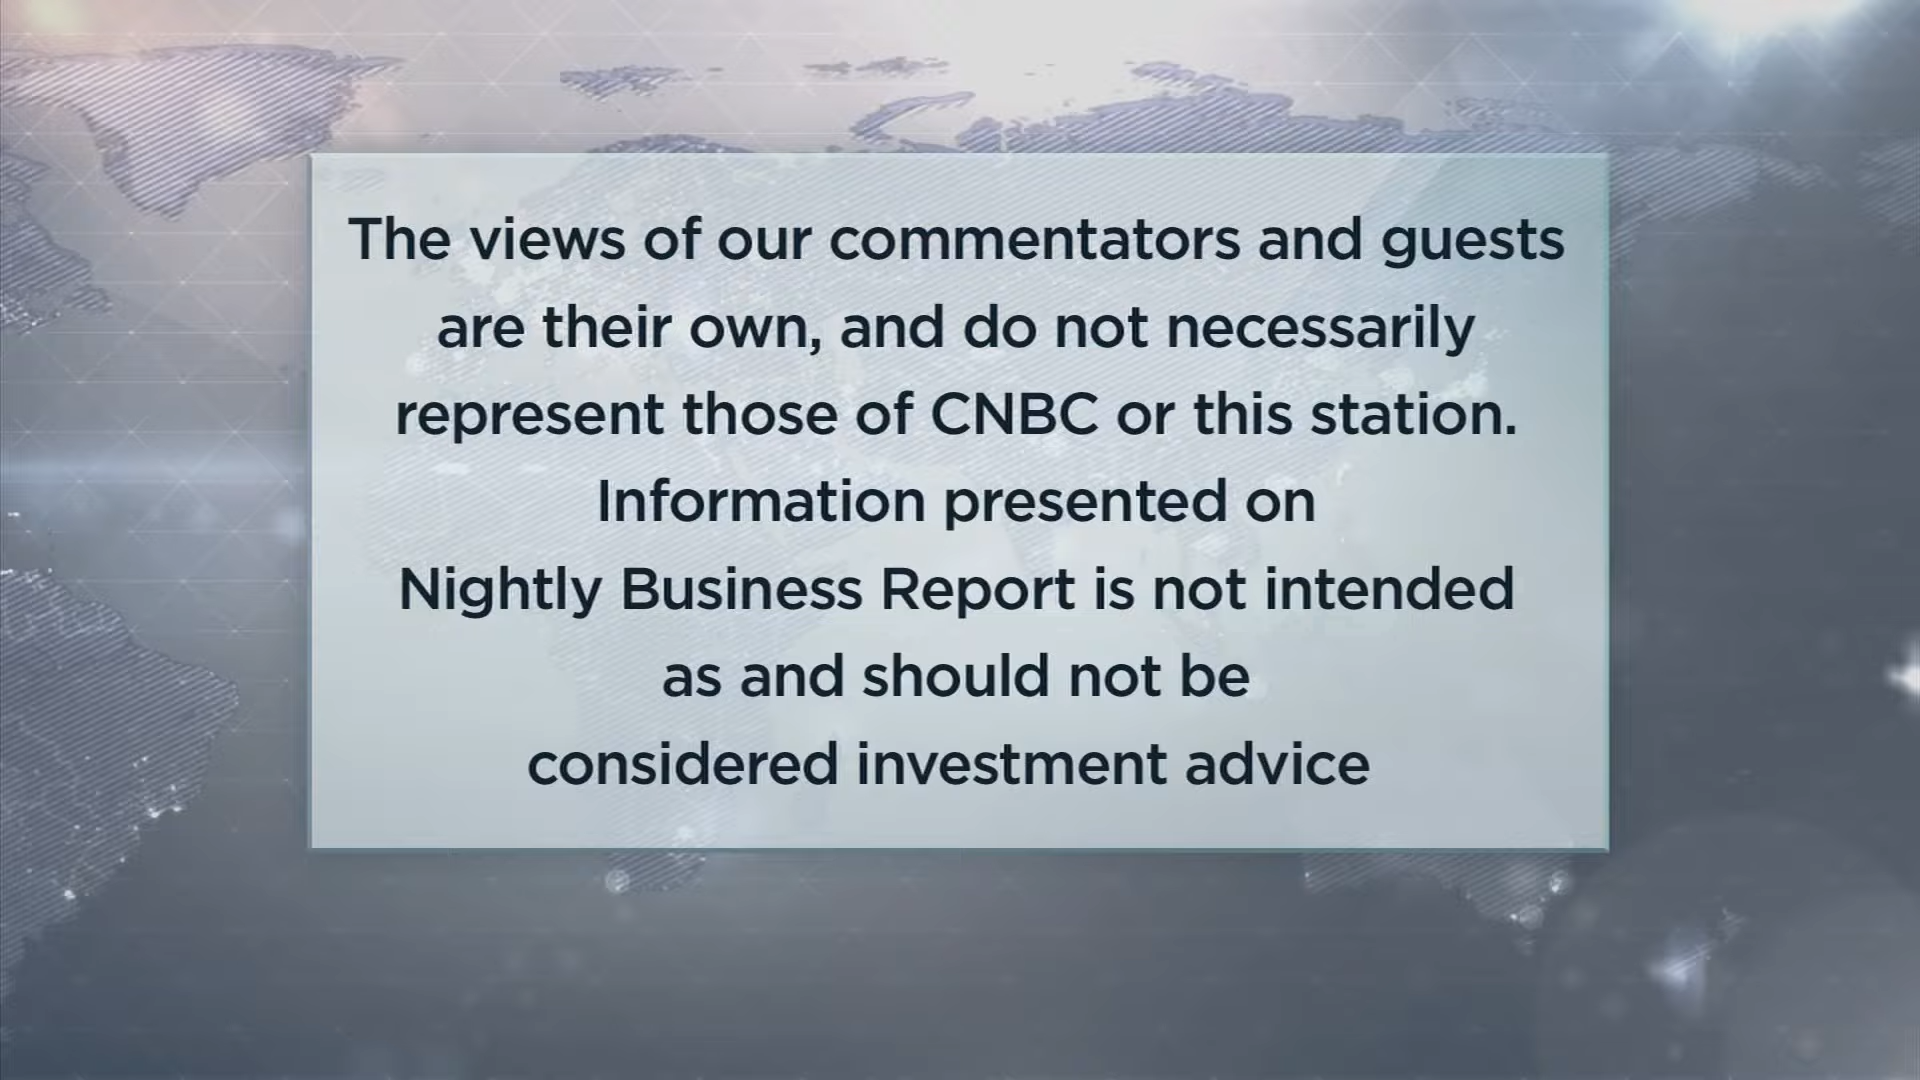 The views of our commentators and guests
are their own, and do not necessarily
represent those of CNBC or this station.
Information presented on
Nightly Business Report is not intended
as and should not be
considered investment advice